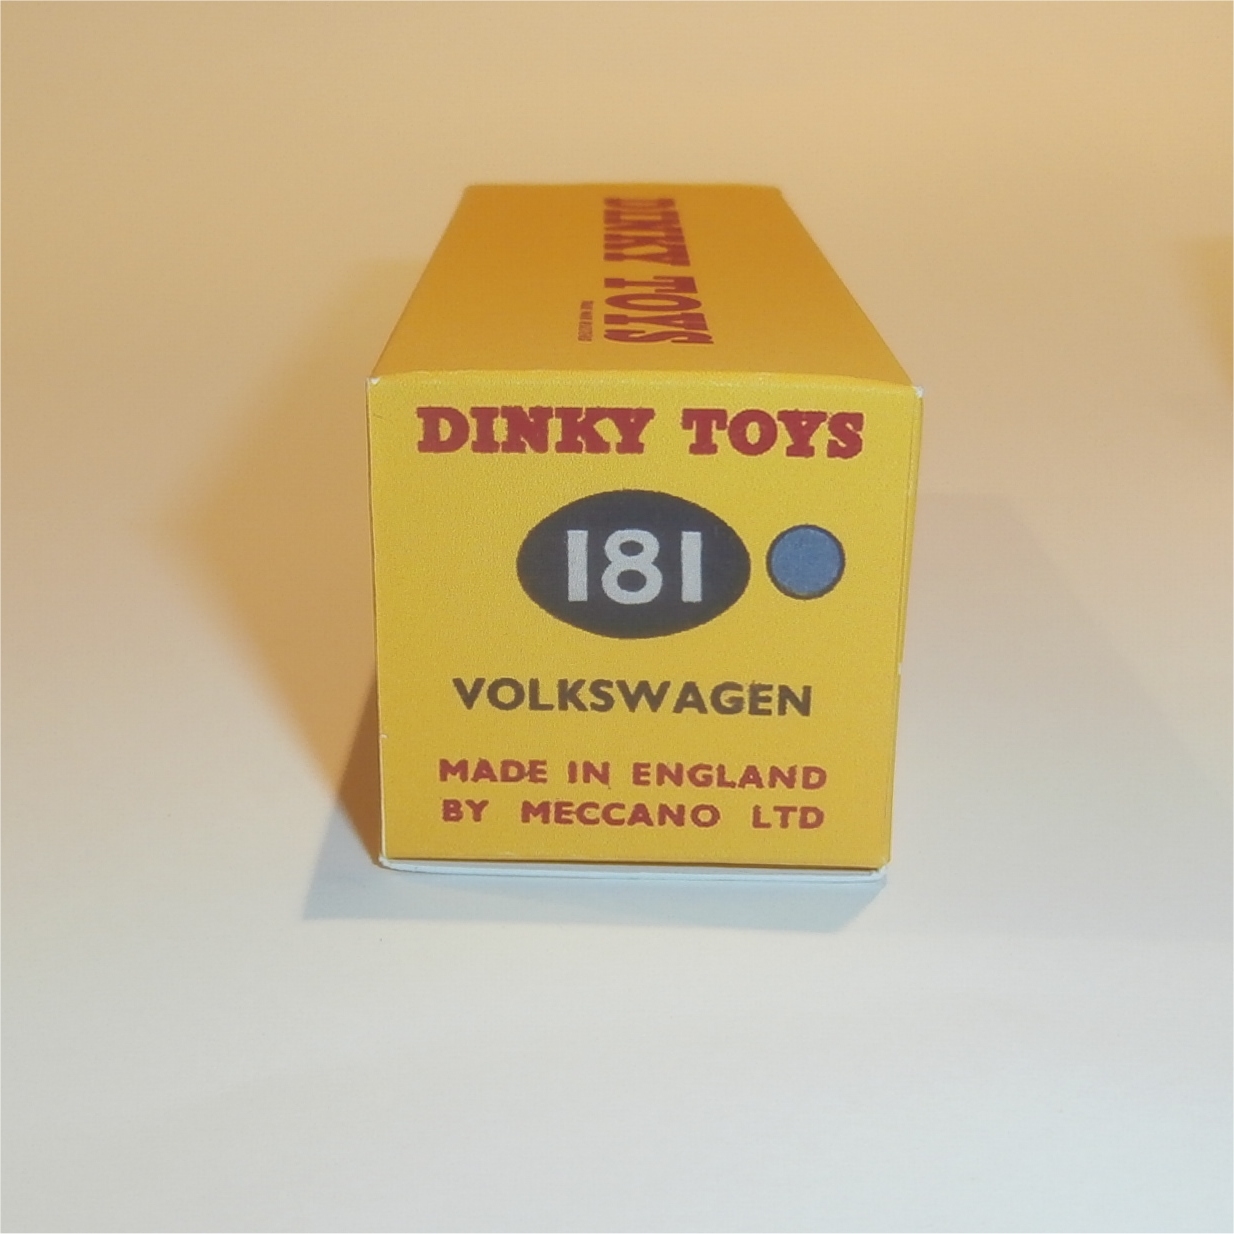 DINKY TOYS
DINKY TOYS
181
VOLKSWAGEN
MADE IN ENGLAND
BY MECCANO LTD